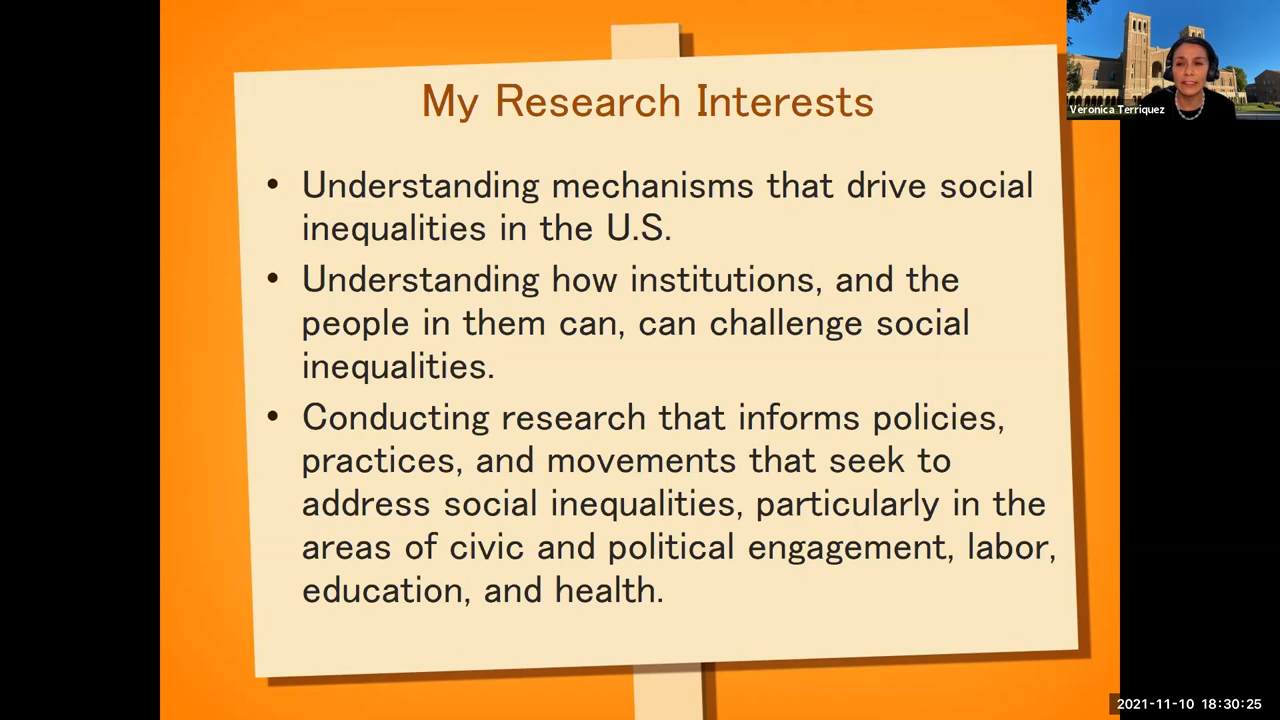 My Research Interests
• Understanding mechanisms that drive social
inequalities in the U.S.
• Understanding how institutions, and the
people in them can, can challenge social
inequalities.
• Conducting research that informs policies,
practices, and movements that seek to
address social inequalities, particularly in the
areas of civic and political engagement, labor,
education, and health.
Veronica Terriquez
2021-11-10 18:30:25